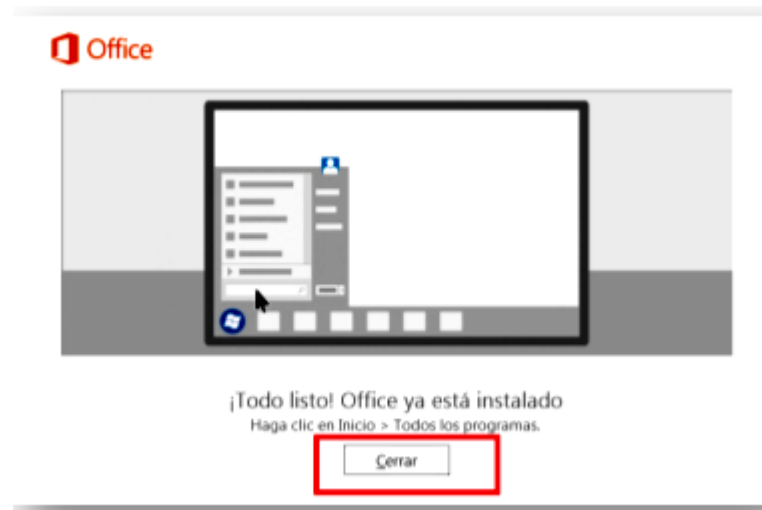 Office
¡Todo listo! Office ya está instalado
Haga clic en Inicio > Todos los programas.
Cerrar